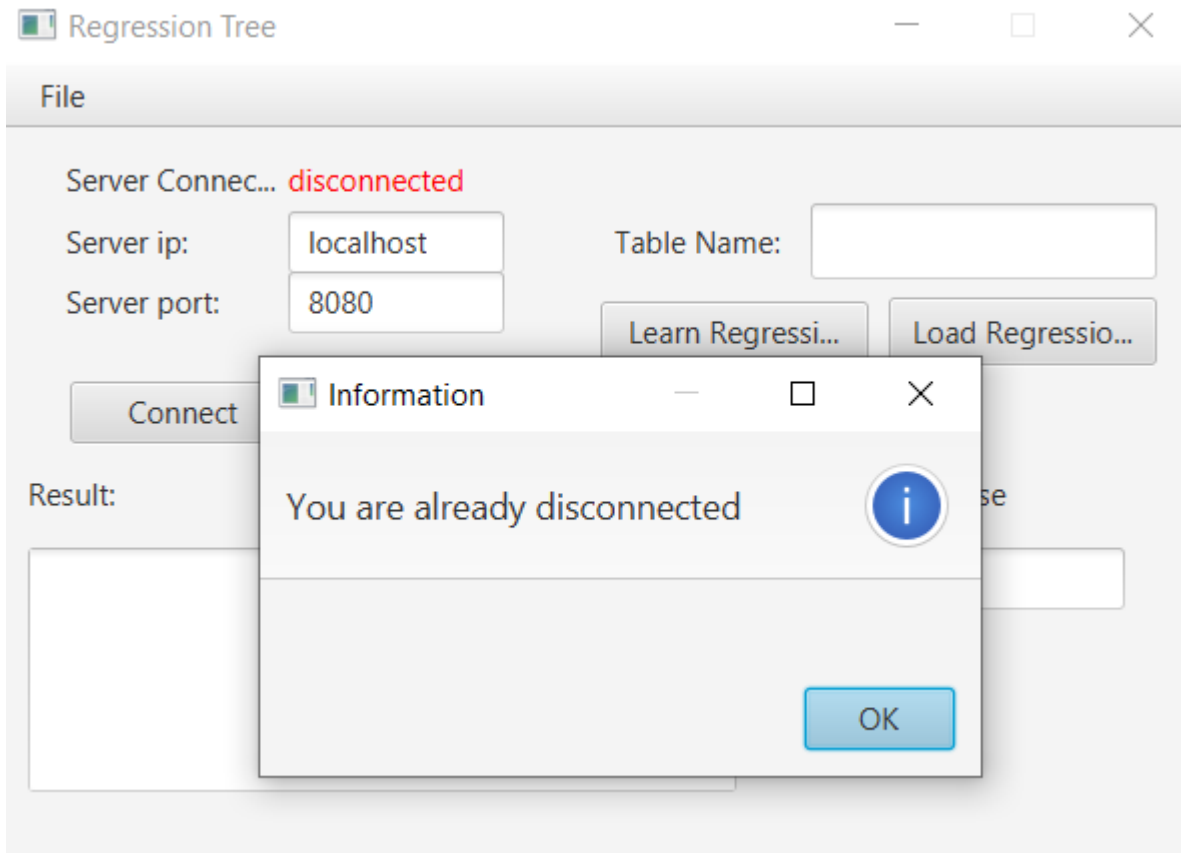 Regression Tree
File
Server Connec... disconnected
Server ip: localhost
Table Name:
Server port: 8080
Learn Regressi... Load Regressio...
Connect
Information
Result:
You are already disconnected
OK